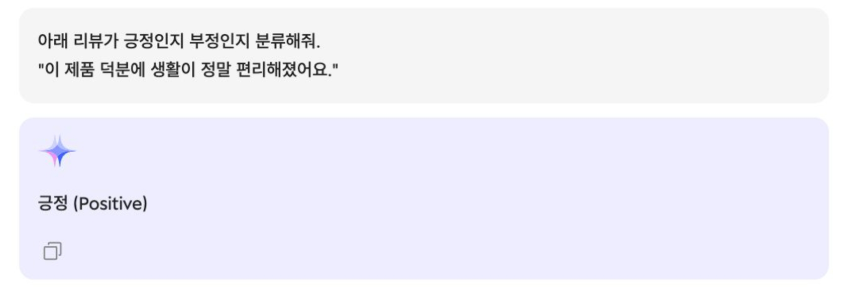 아래 리뷰가 긍정인지 부정인지 분류해줘.
"이 제품 덕분에 생활이 정말 편리해졌어요."
긍정 (Positive)